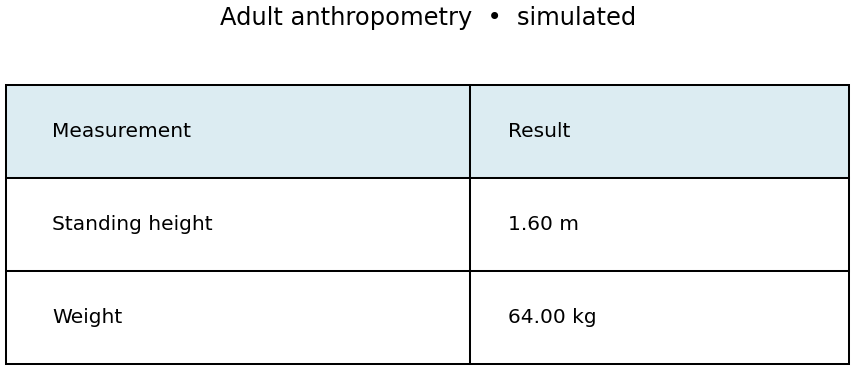 Adult anthropometry • simulated
Measurement Result
Standing height 1.60 m
Weight 64.00 kg